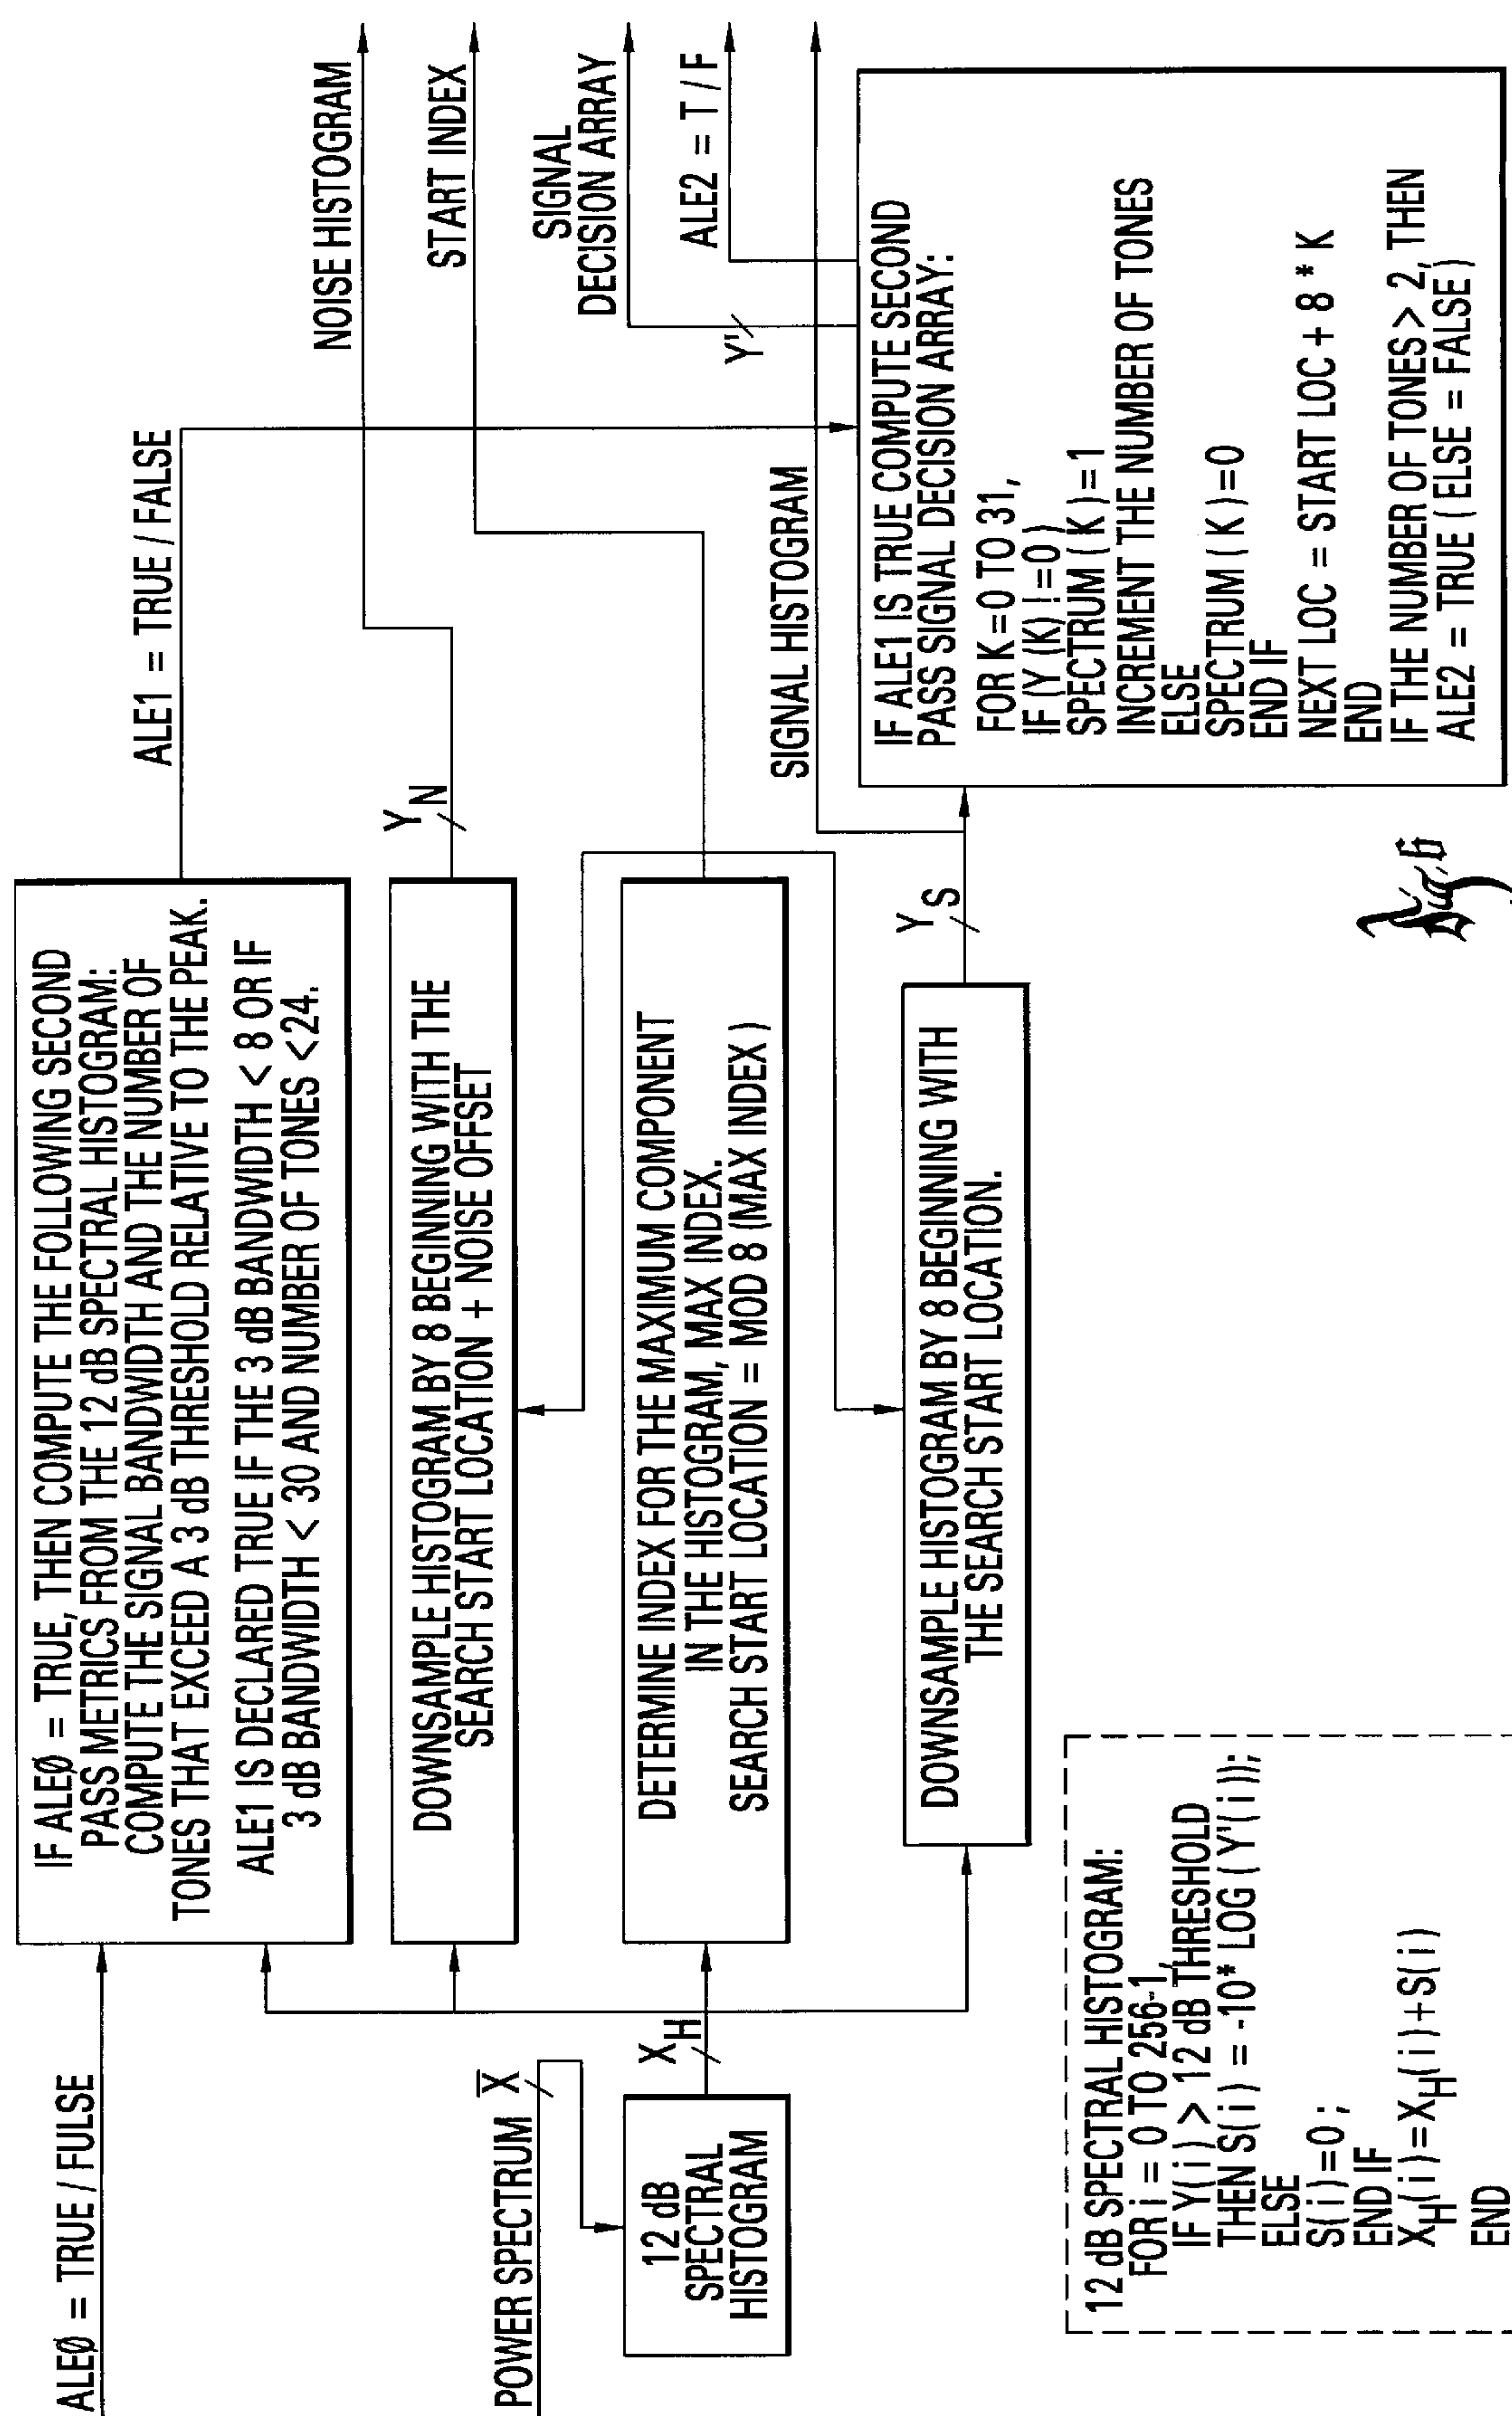 ALEØ = TRUE / FULSE
POWER SPECTRUM X̅
12 dB
SPECTRAL
HISTOGRAM
X_H
IF ALEØ = TRUE, THEN COMPUTE THE FOLLOWING SECOND
PASS METRICS FROM THE 12 dB SPECTRAL HISTOGRAM:
COMPUTE THE SIGNAL BANDWIDTH AND THE NUMBER OF
TONES THAT EXCEED A 3 dB THRESHOLD RELATIVE TO THE PEAK.
ALE1 IS DECLARED TRUE IF THE 3 dB BANDWIDTH < 8 OR IF
3 dB BANDWIDTH < 30 AND NUMBER OF TONES <24.
ALE1 = TRUE / FALSE
DOWNSAMPLE HISTOGRAM BY 8 BEGINNING WITH THE
SEARCH START LOCATION + NOISE OFFSET
Y_N
NOISE HISTOGRAM
DETERMINE INDEX FOR THE MAXIMUM COMPONENT
IN THE HISTOGRAM, MAX INDEX.
SEARCH START LOCATION = MOD 8 (MAX INDEX )
START INDEX
DOWNSAMPLE HISTOGRAM BY 8 BEGINNING WITH
THE SEARCH START LOCATION.
Y_S
SIGNAL HISTOGRAM
SIGNAL
DECISION ARRAY
Y'
ALE2 = T / F
IF ALE1 IS TRUE COMPUTE SECOND
PASS SIGNAL DECISION ARRAY:
FOR K = 0 TO 31,
IF (Y (K) != 0 )
SPECTRUM ( K ) = 1
INCREMENT THE NUMBER OF TONES
ELSE
SPECTRUM ( K ) = 0
END IF
NEXT LOC = START LOC + 8 * K
END
IF THE NUMBER OF TONES > 2, THEN
ALE2 = TRUE ( ELSE = FALSE )
12 dB SPECTRAL HISTOGRAM:
FOR i = 0 TO 256-1,
IF Y( i ) > 12 dB THRESHOLD
THEN S( i ) = -10* LOG ( Y'( i ));
ELSE
S( i ) = 0 ;
END IF
X_H( i ) = X_H( i ) + S( i )
END
Fig. 6